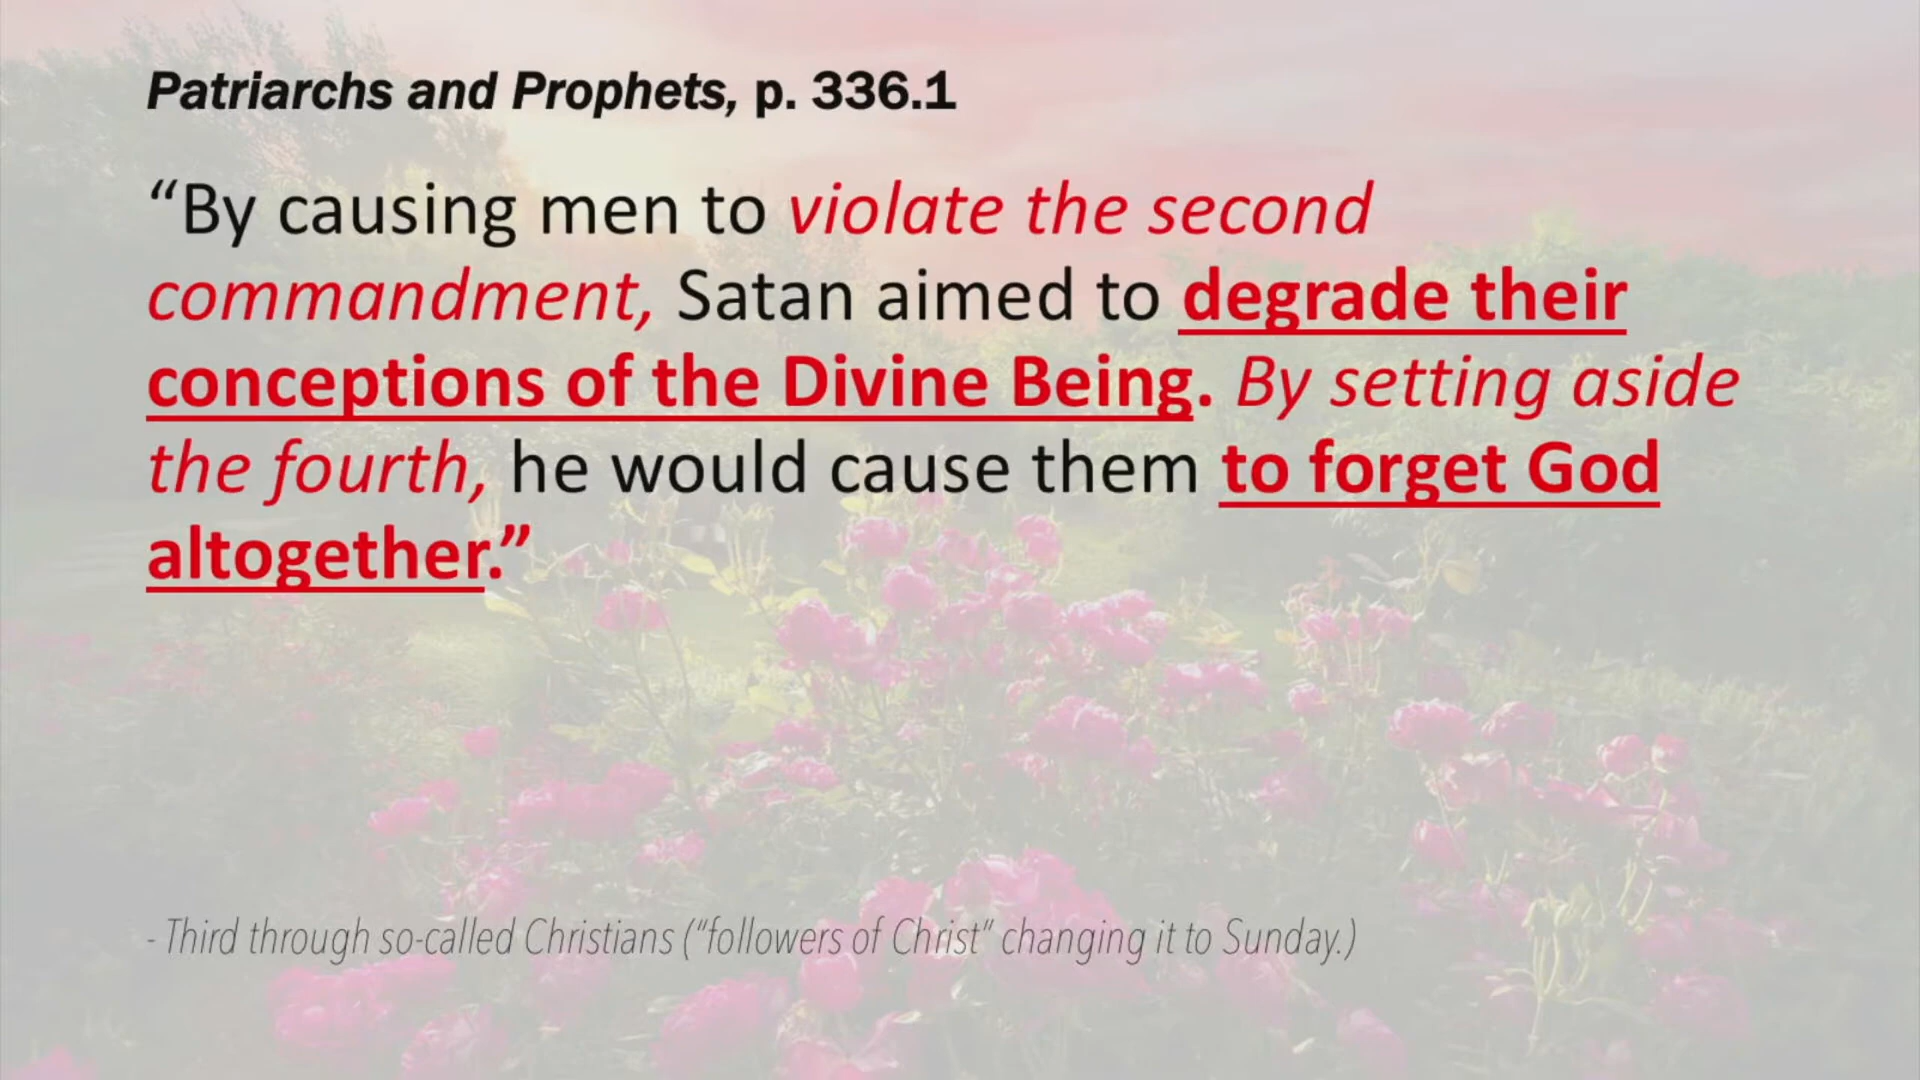 Patriarchs and Prophets, p. 336.1
“By causing men to violate the second
commandment, Satan aimed to degrade their
conceptions of the Divine Being. By setting aside
the fourth, he would cause them to forget God
altogether.”
- Third through so-called Christians (“followers of Christ” changing it to Sunday.)